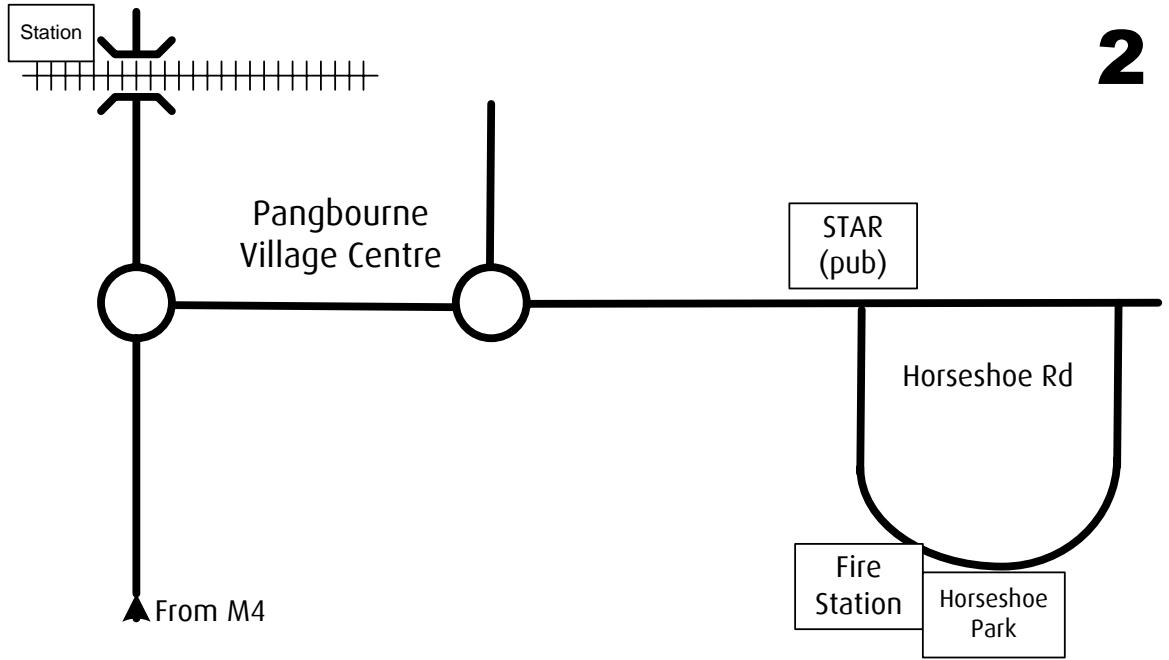 Station
2
Pangbourne
Village Centre
STAR
(pub)
Horseshoe Rd
Fire
Station
Horseshoe
Park
From M4